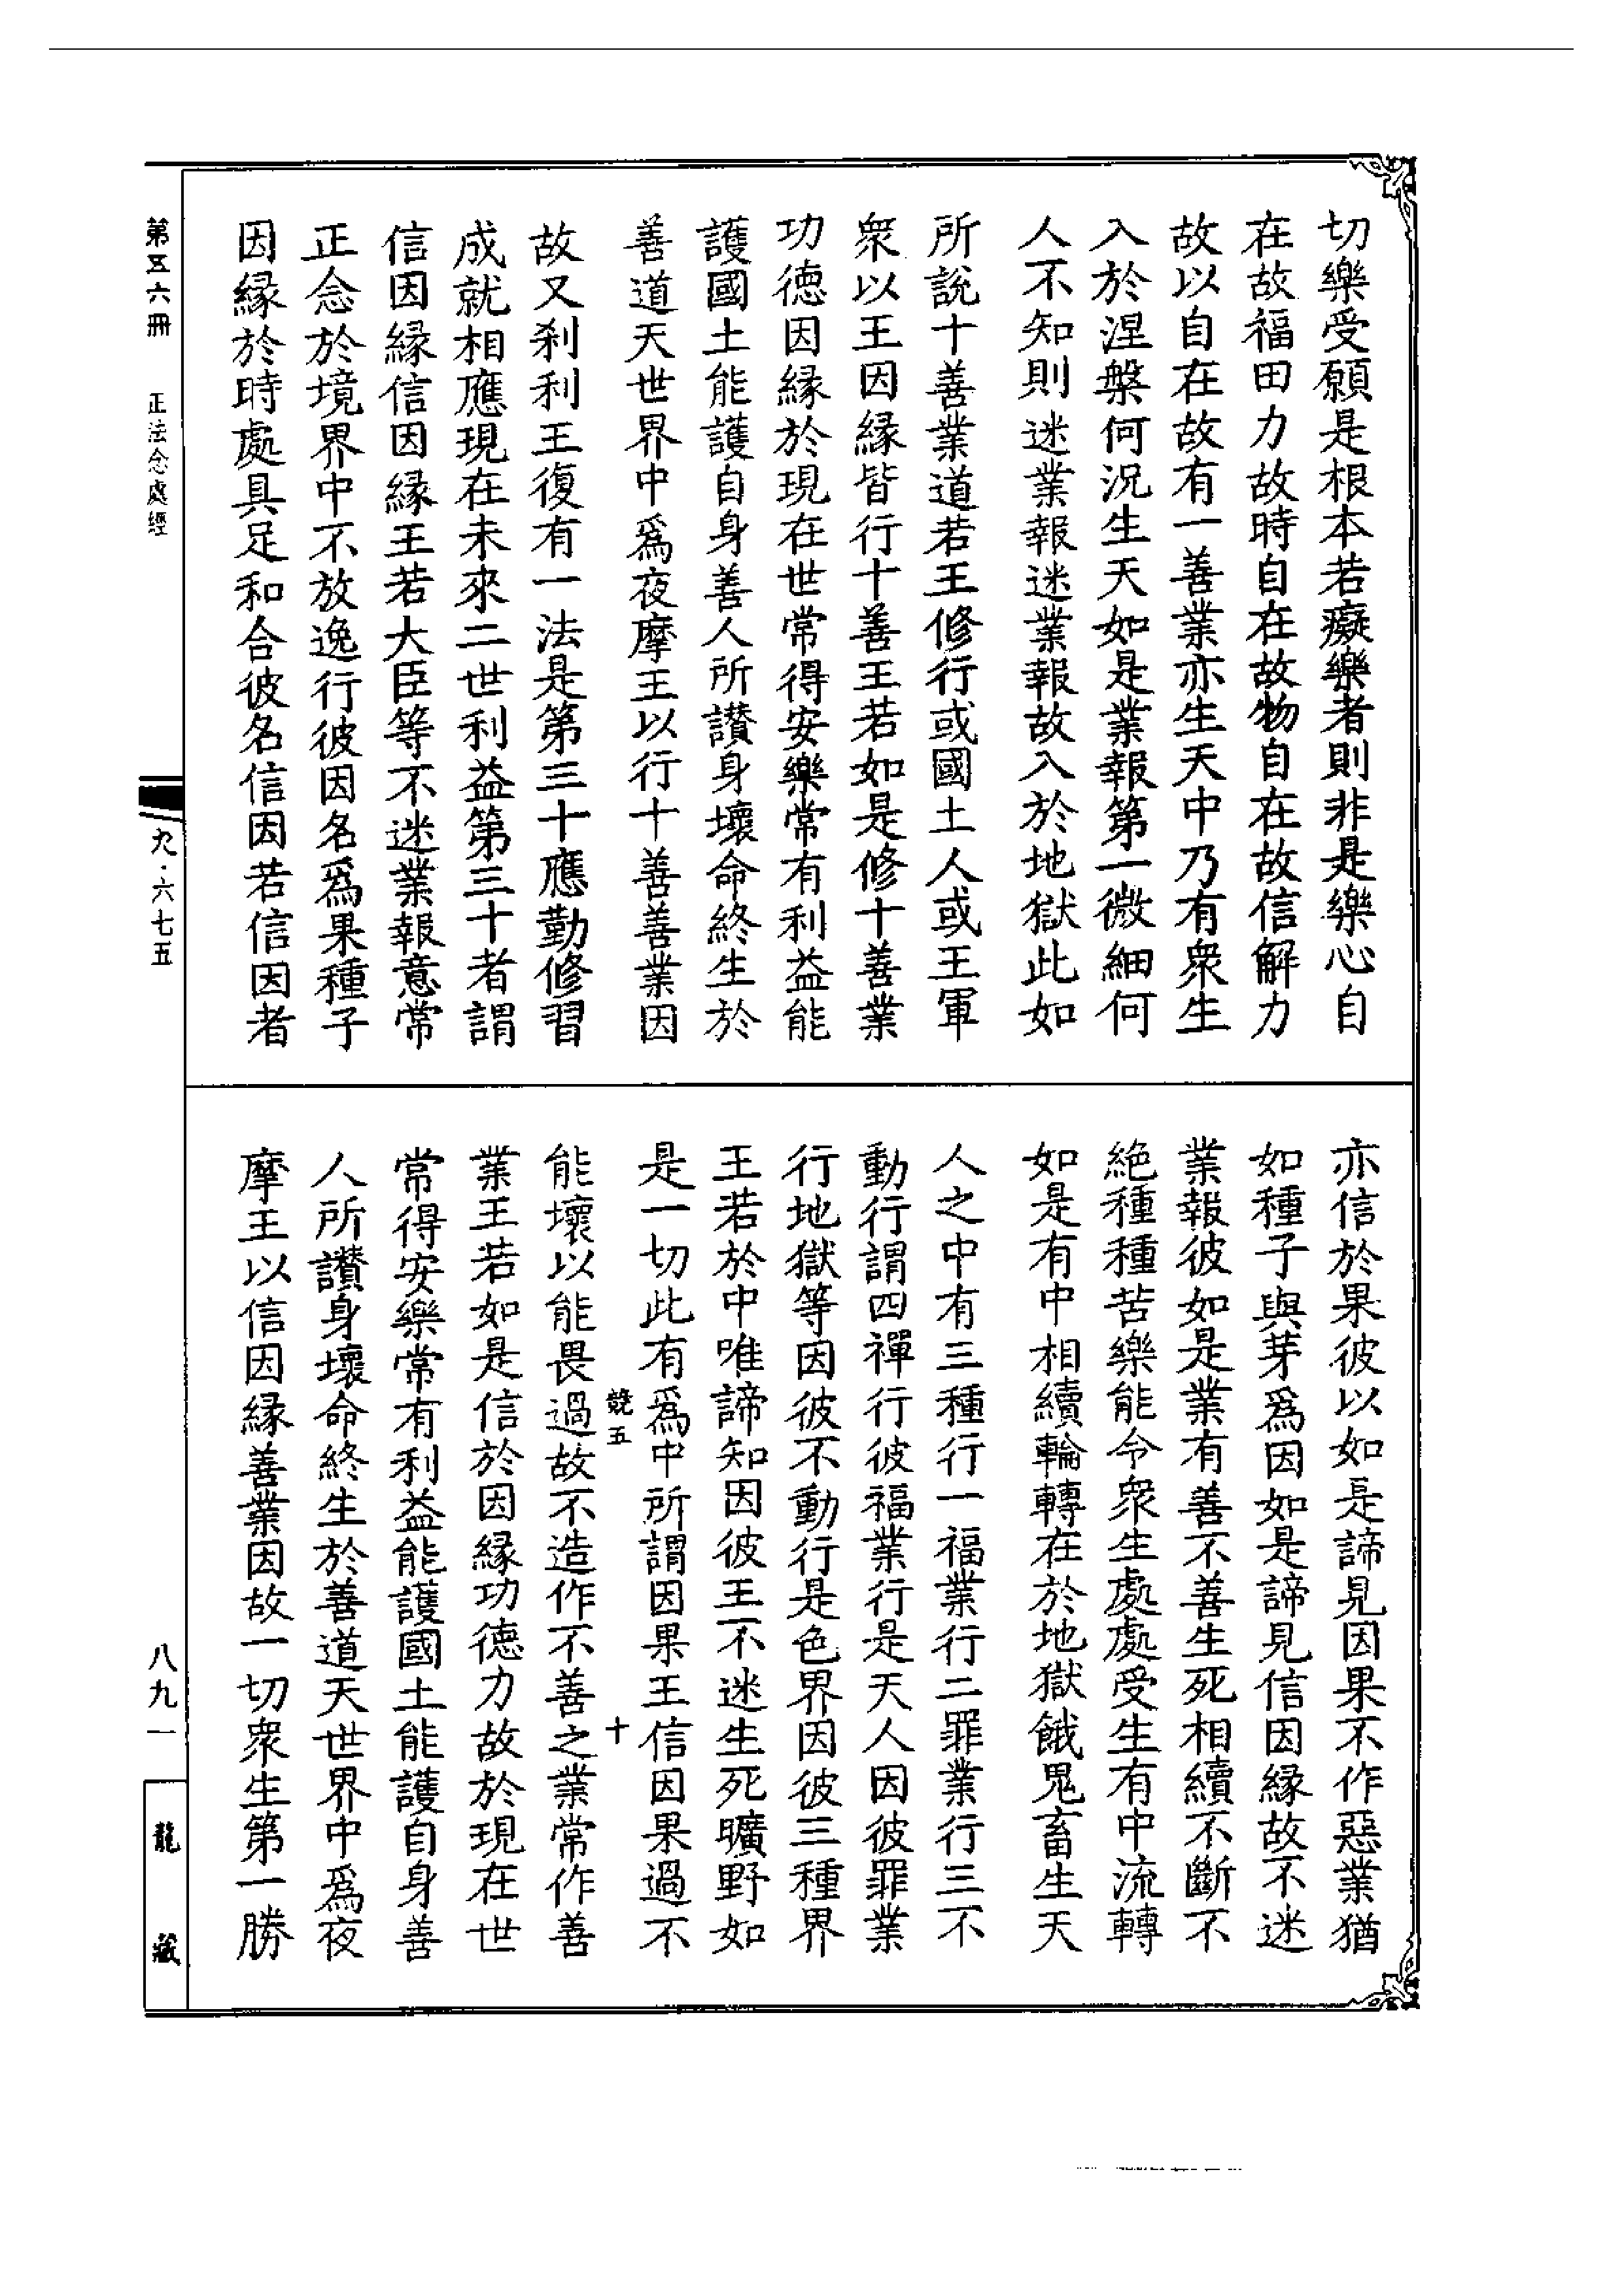 切樂受願是根本若癡樂者則非是樂心自
在故福田力故時自在故物自在故信解力
故以自在故有一善業亦生天中乃有衆生
入於涅槃何況生天如是業報第一微細何
人不知則迷業報迷業報故入於地獄此如
所說十善業道若王修行或國土人或王軍
衆以王因緣皆行十善王若如是修十善業
功德因緣於現在世常得安樂常有利益能
護國土能護自身善人所讃身壞命終生於
善道天世界中爲夜摩王以行十善善業因
故又刹利王復有一法是第三十應勤修習
成就相應現在未來二世利益第三十者謂
信因緣信因緣王若大臣等不迷業報意常
正念於境界中不放逸行彼因名爲果種子
因緣於時處具足和合彼名信因若信因者
亦信於果彼以如是諦見因果不作惡業猶
如種子與芽爲因如是諦見信因緣故不迷
業報彼如是業有善不善生死相續不斷不
絶種種苦樂能令衆生處處受生有中流轉
如是有中相續輪轉在於地獄餓鬼畜生天
人之中有三種行一福業行二罪業行三不
動行謂四禪行彼福業行是天人因彼罪業
行地獄等因彼不動行是色界因彼三種界
王若於中唯諦知因彼王不迷生死曠野如
是一切此有爲中所謂因果王信因果過不
競五 十
能壞以能畏過故不造作不善之業常作善
業王若如是信於因緣功德力故於現在世
常得安樂常有利益能護國土能護自身善
人所讃身壞命終生於善道天世界中爲夜
摩王以信因緣善業因故一切衆生第一勝
第五六册 正法念處經
九·六七五
八九一
龍藏